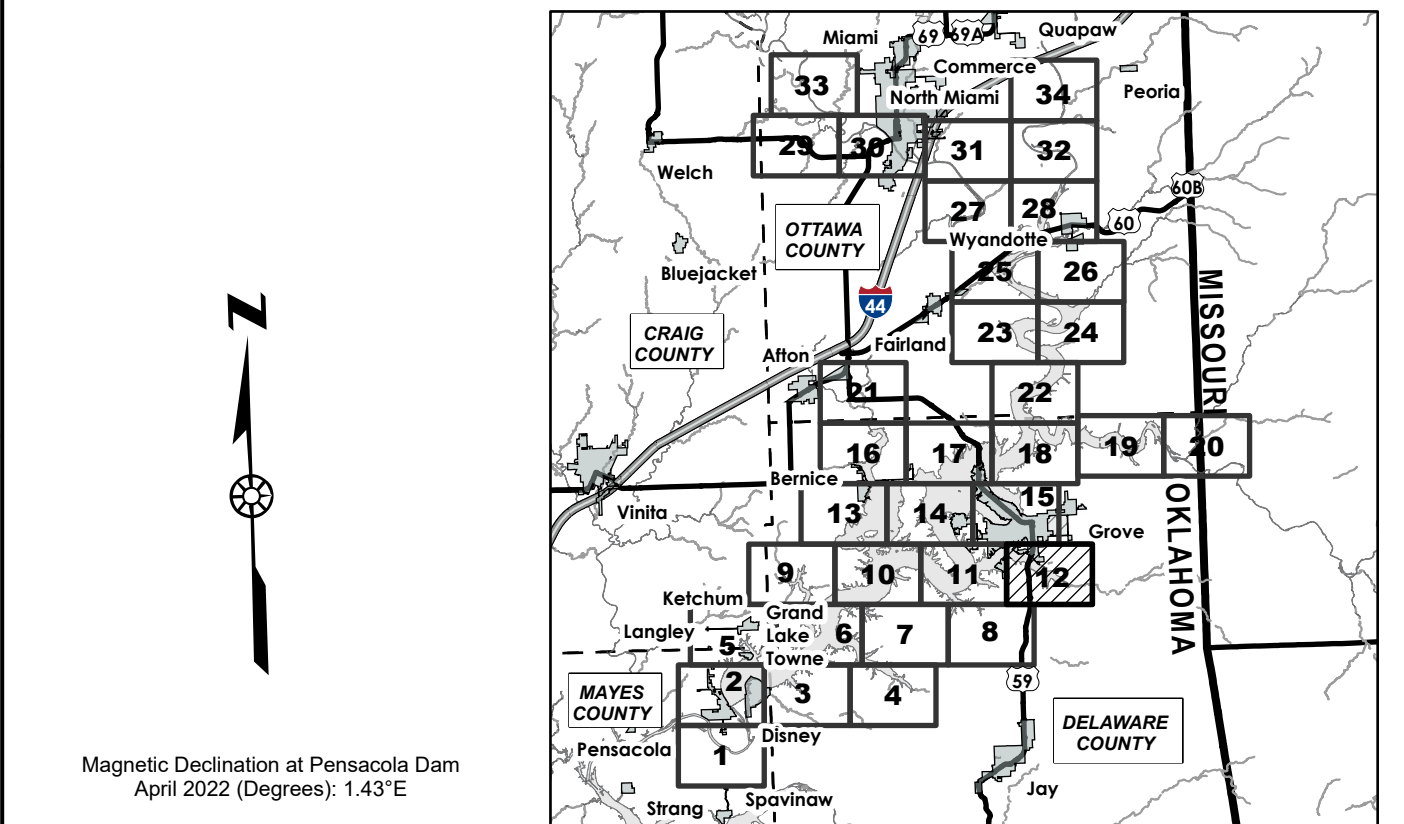 N
Magnetic Declination at Pensacola Dam
April 2022 (Degrees): 1.43°E
Miami
69
69A
Quapaw
Commerce
33
34
Peoria
North Miami
29
30
31
32
Welch
60B
27
28
60
OTTAWA
COUNTY
Wyandotte
Bluejacket
25
26
MISSOURI
44
CRAIG
COUNTY
Afton
Fairland
23
24
21
22
16
17
18
19
20
Bernice
Vinita
13
14
15
Grove
OKLAHOMA
9
10
11
12
Ketchum
Langley
Grand
Lake
Towne
5
6
7
8
MAYES
COUNTY
2
3
4
59
DELAWARE
COUNTY
Pensacola
1
Disney
Jay
Strang
Spavinaw